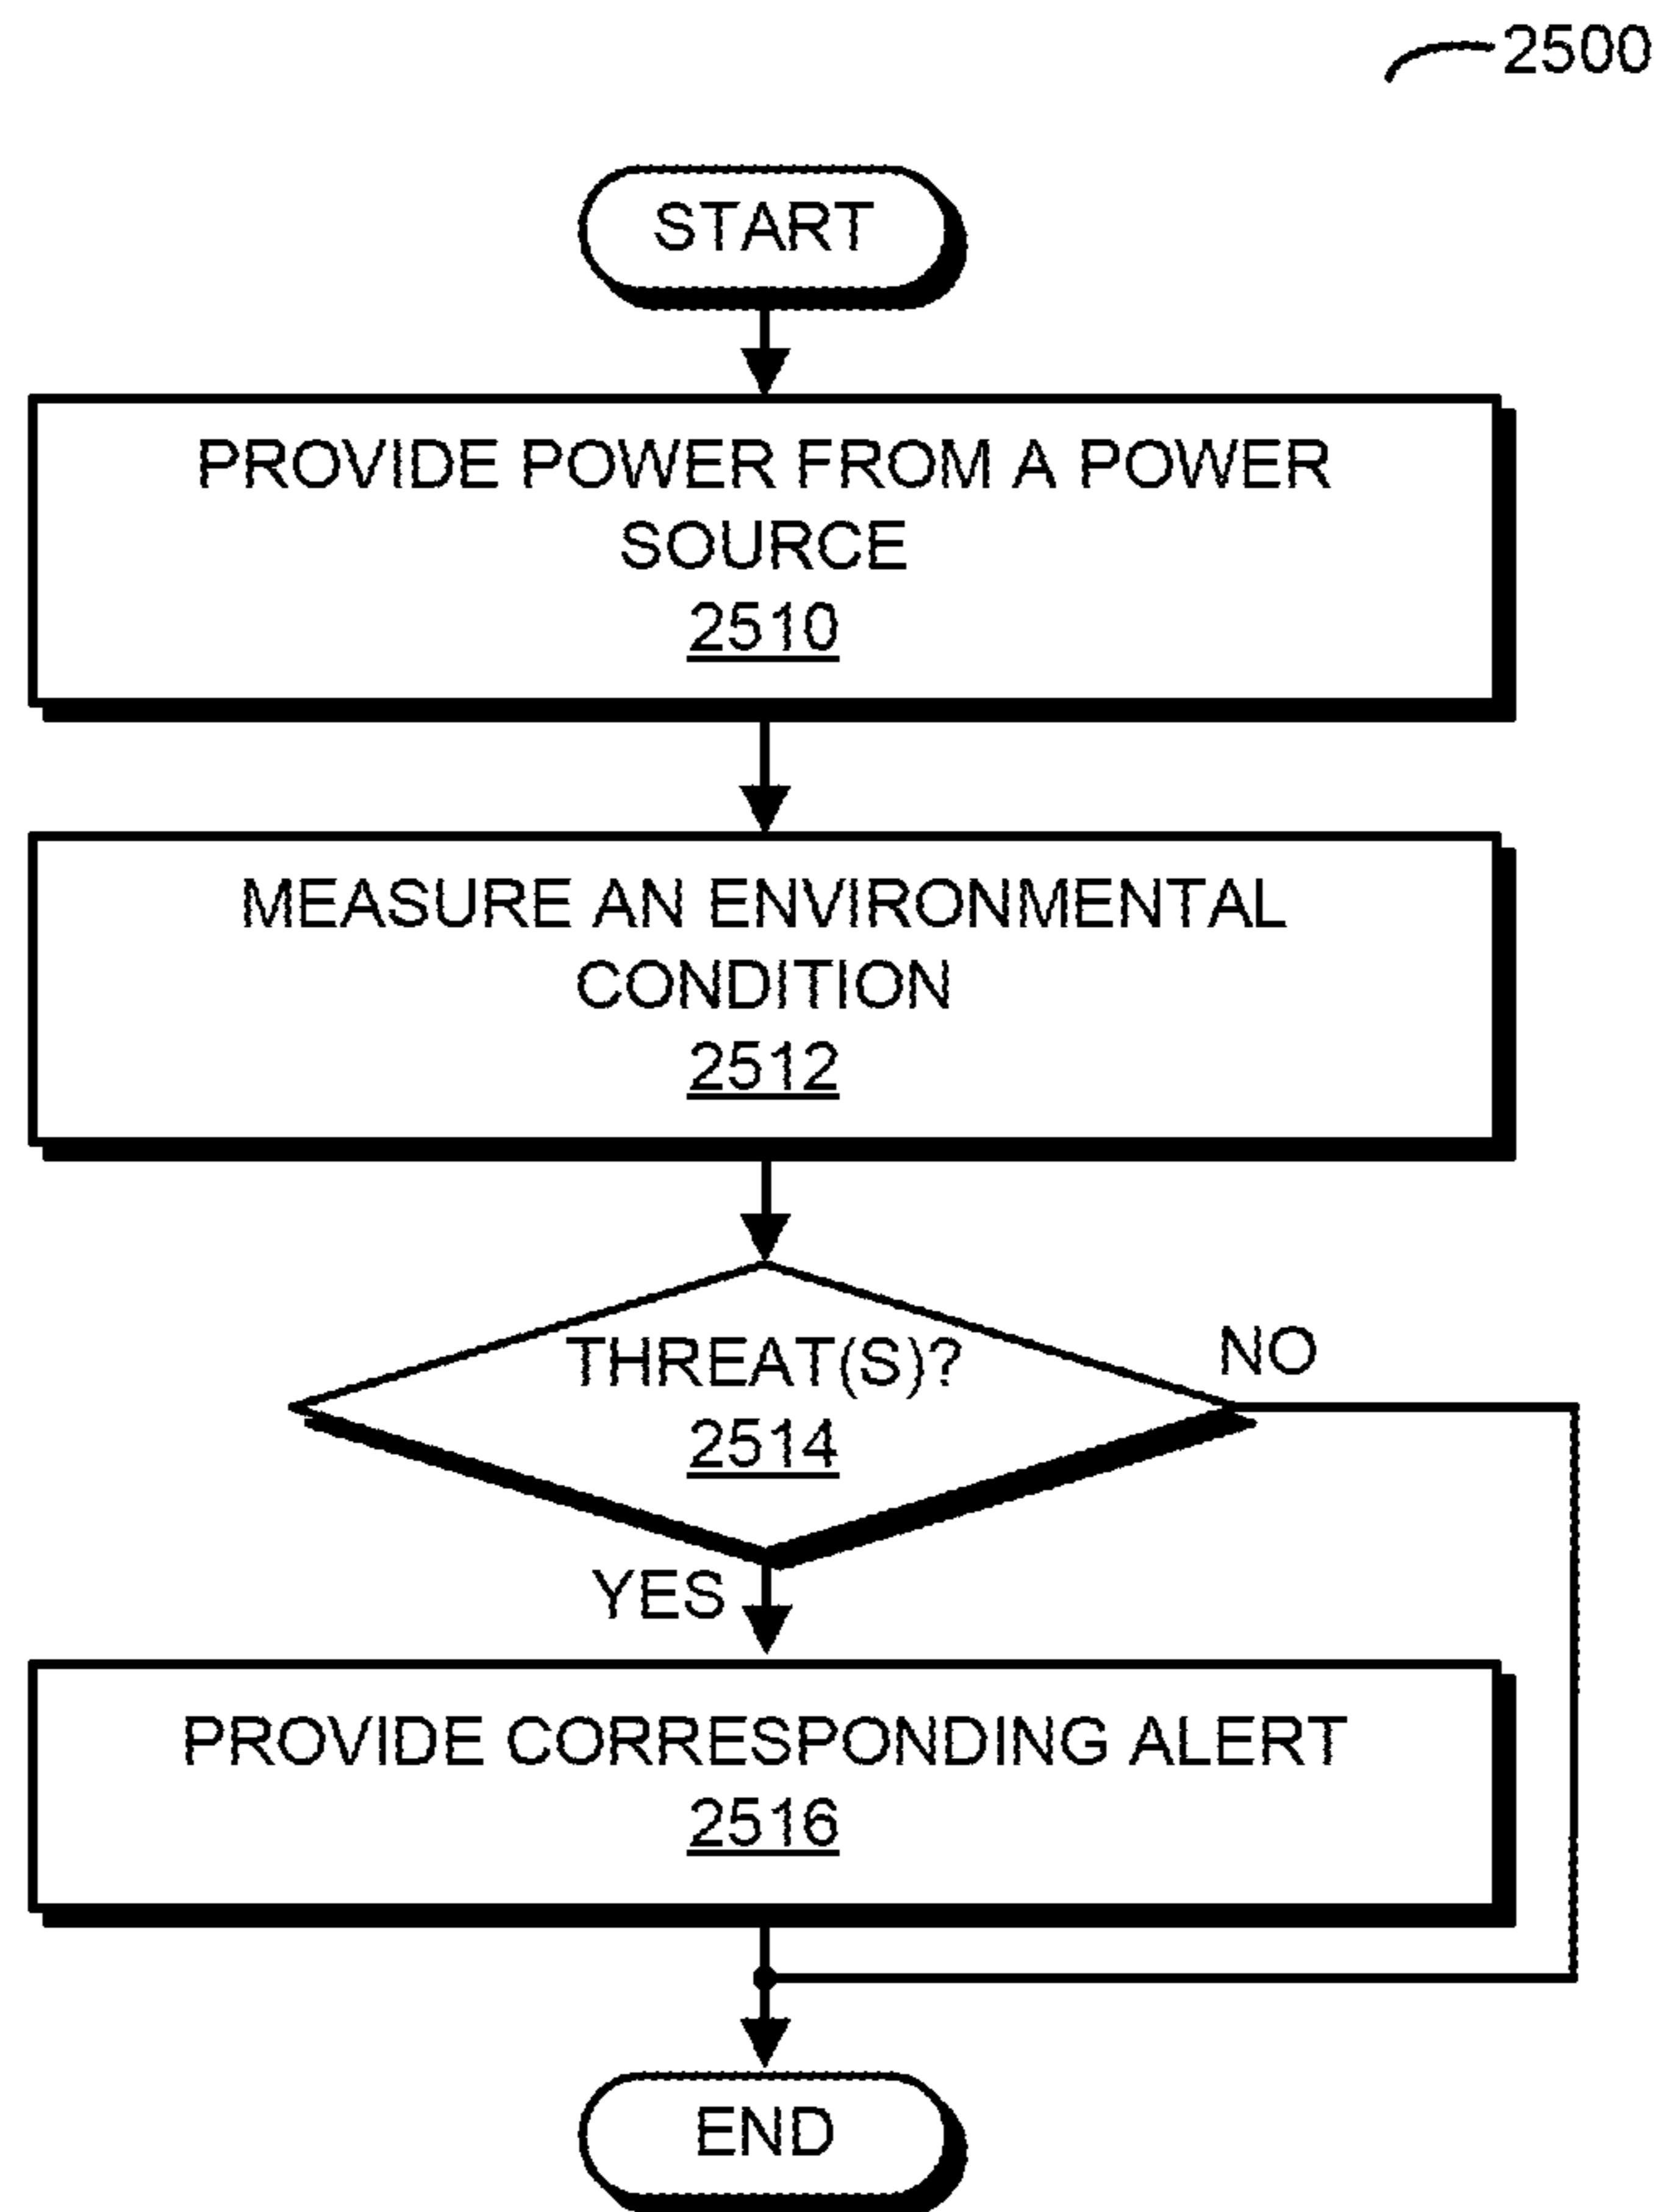 2500
START
PROVIDE POWER FROM A POWER
SOURCE
2510
MEASURE AN ENVIRONMENTAL
CONDITION
2512
THREAT(S)?
2514
NO
YES
PROVIDE CORRESPONDING ALERT
2516
END